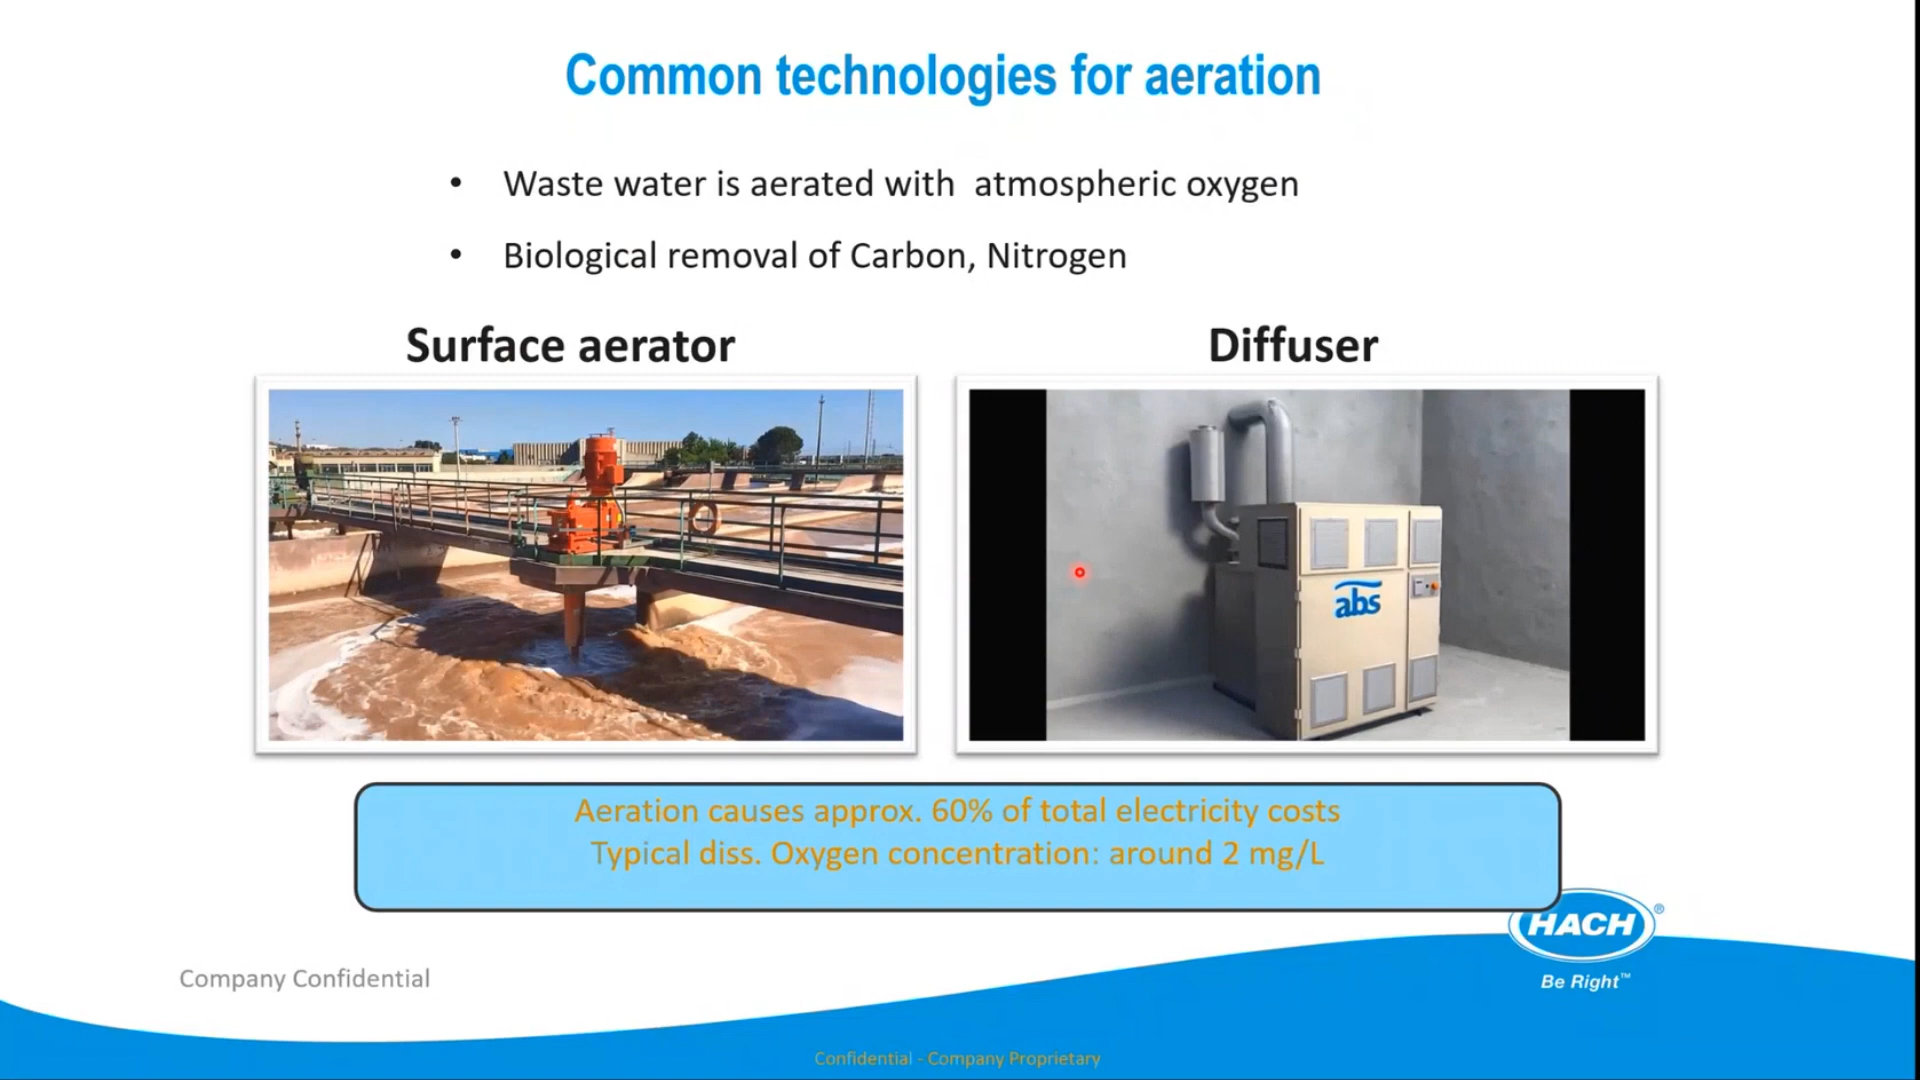 Common technologies for aeration
• Waste water is aerated with  atmospheric oxygen
• Biological removal of Carbon, Nitrogen
Surface aerator
Diffuser
abs
Aeration causes approx. 60% of total electricity costs
Typical diss. Oxygen concentration: around 2 mg/L
HACH®
Be Right™
Company Confidential
Confidential - Company Proprietary